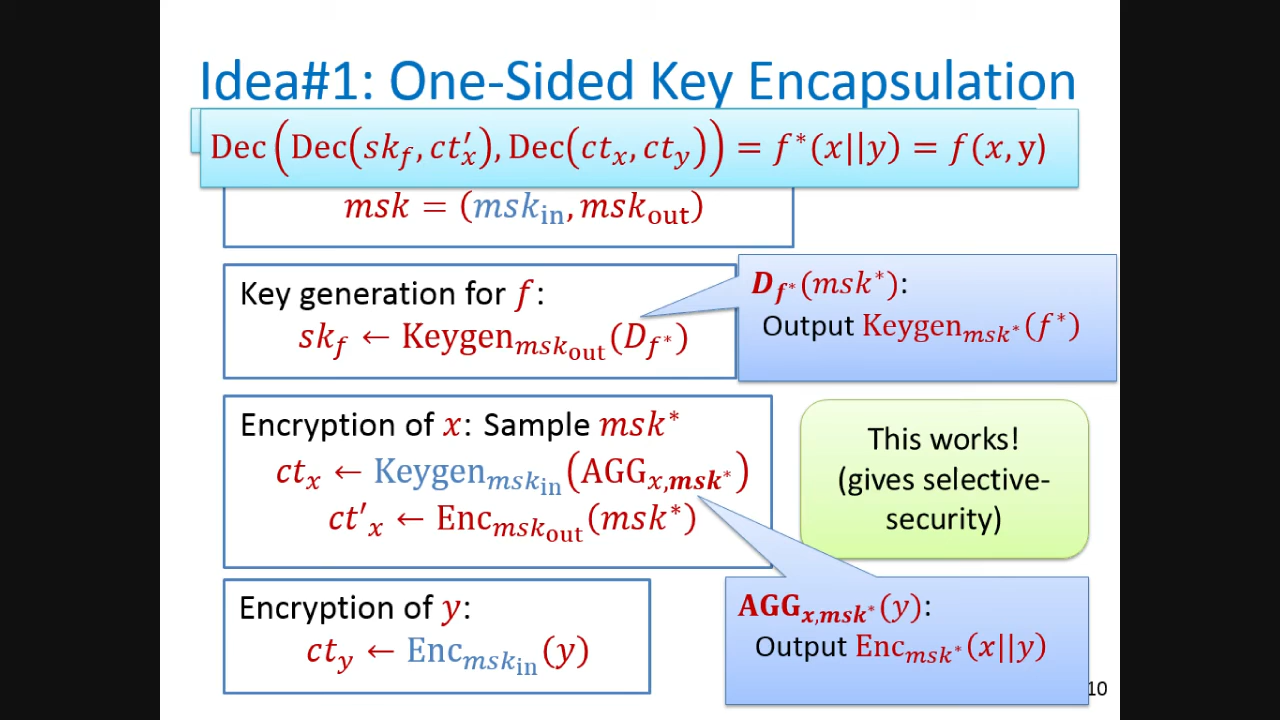 Idea#1: One-Sided Key Encapsulation
Dec(Dec(sk_f, ct'_x), Dec(ct_x, ct_y)) = f*(x||y) = f(x, y)
msk = (msk_in, msk_out)
Key generation for f:
sk_f ← Keygen_msk_out(D_f*)
D_f*(msk*):
Output Keygen_msk*(f*)
Encryption of x: Sample msk*
ct_x ← Keygen_msk_in(AGG_x,msk*)
ct'_x ← Enc_msk_out(msk*)
This works!
(gives selective-
security)
Encryption of y:
ct_y ← Enc_msk_in(y)
AGG_x,msk*(y):
Output Enc_msk*(x||y)
10